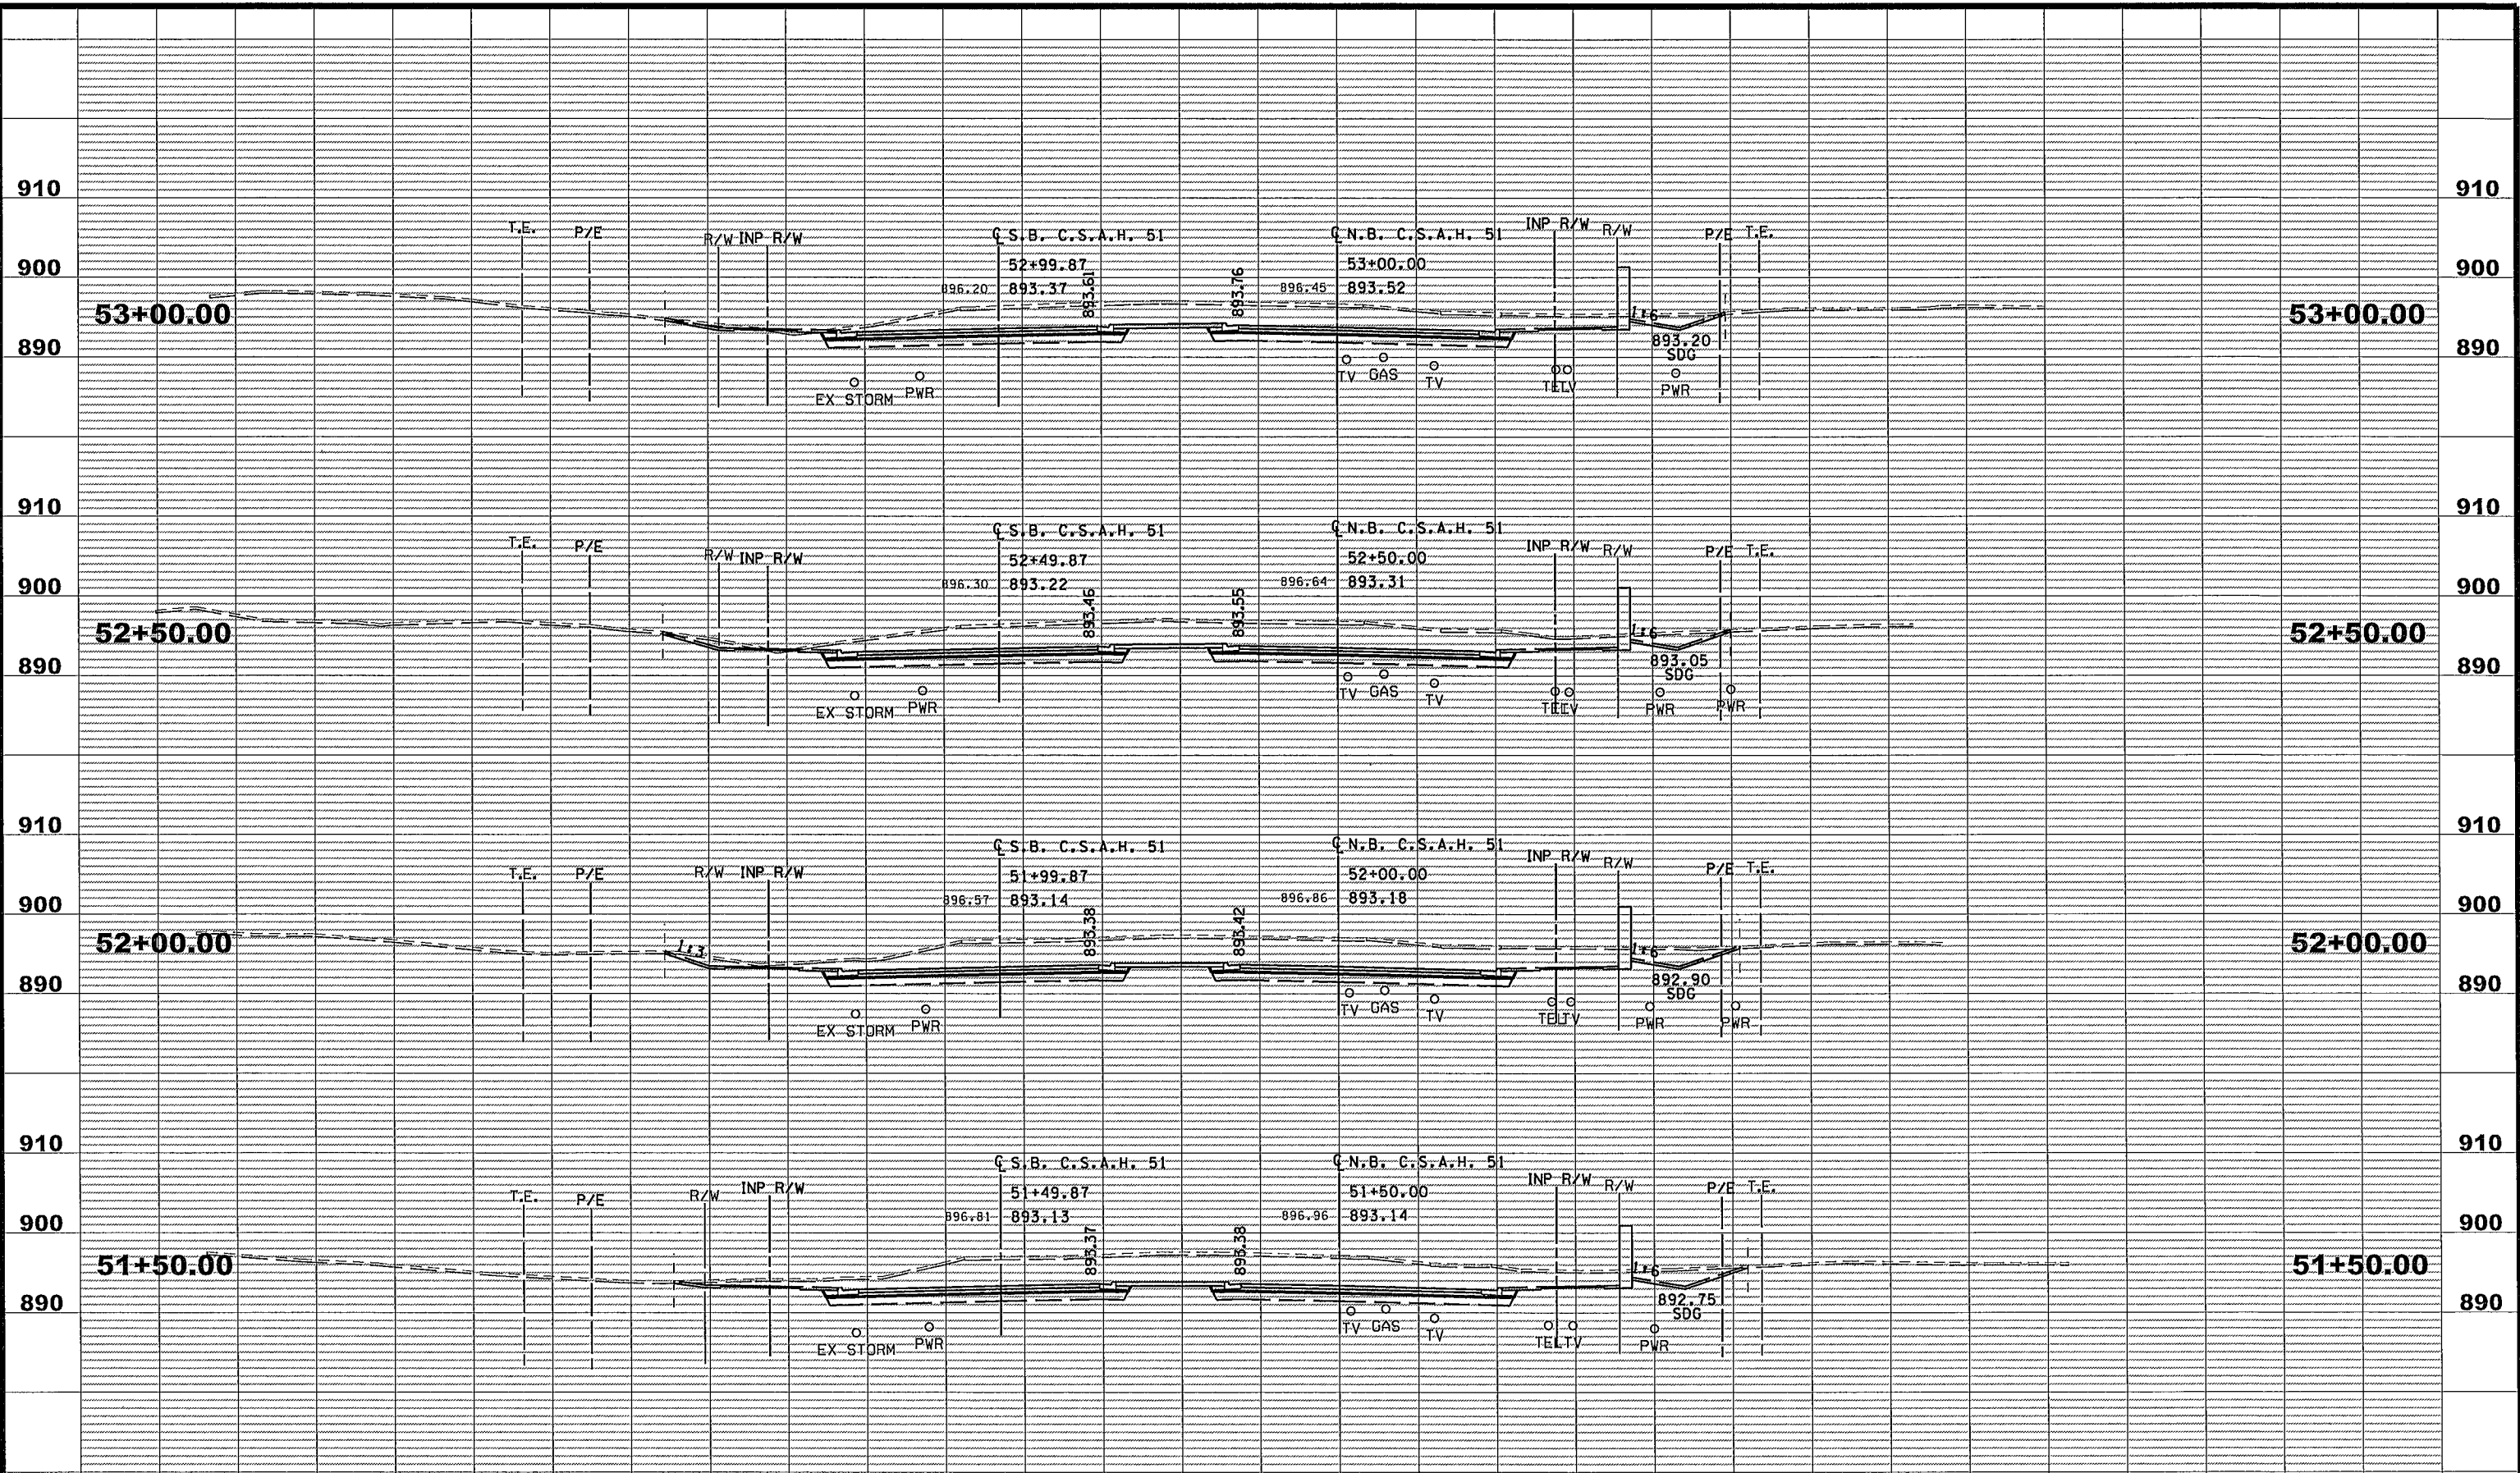 910 910
T.E. P/E R/W INP R/W ℄ S.B. C.S.A.H. 51 ℄ N.B. C.S.A.H. 51 INP R/W R/W P/E T.E.
900 52+99.87 53+00.00 900
896.20 893.37 893.61 893.76 896.45 893.52
53+00.00 1:6 53+00.00
890 893.20 890
SDG
EX STORM PWR TV GAS TV PWR
910 910
T.E. P/E R/W INP R/W ℄ S.B. C.S.A.H. 51 ℄ N.B. C.S.A.H. 51 INP R/W R/W P/E T.E.
52+49.87 52+50.00
900 896.30 893.22 893.46 893.55 896.64 893.31 900
52+50.00 1:6 52+50.00
890 893.05 890
SDG
EX STORM PWR TV GAS TV PWR PWR
910 910
T.E. P/E R/W INP R/W ℄ S.B. C.S.A.H. 51 ℄ N.B. C.S.A.H. 51 INP R/W R/W P/E T.E.
51+99.87 52+00.00
900 896.57 893.14 893.38 893.42 896.86 893.18 900
52+00.00 1:3 1:6 52+00.00
890 892.90 890
SDG
EX STORM PWR TV GAS TV TEL TV PWR PWR
910 910
T.E. P/E R/W INP R/W ℄ S.B. C.S.A.H. 51 ℄ N.B. C.S.A.H. 51 INP R/W R/W P/E T.E.
51+49.87 51+50.00
900 896.81 893.13 893.37 893.38 896.96 893.14 900
51+50.00 1:6 51+50.00
890 892.75 890
SDG
EX STORM PWR TV GAS TV TEL TV PWR